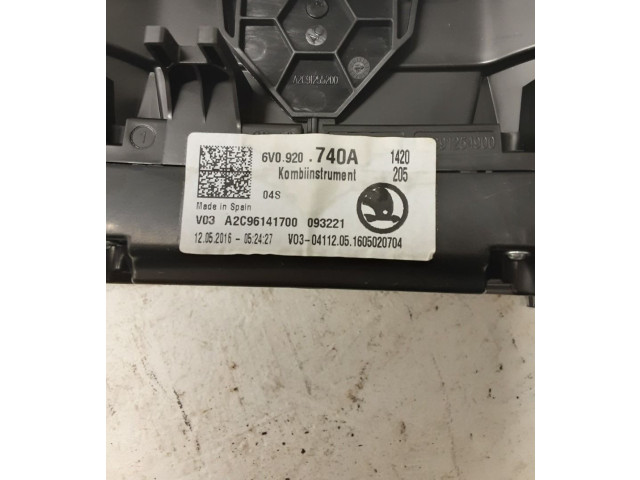 A2C91256200
6V0.920 .740A 1420
Kombiinstrument 205
04S
Made in Spain
V03 A2C96141700 093221
12.05.2016 - 05:24:27 V03-04112.05.1605020704